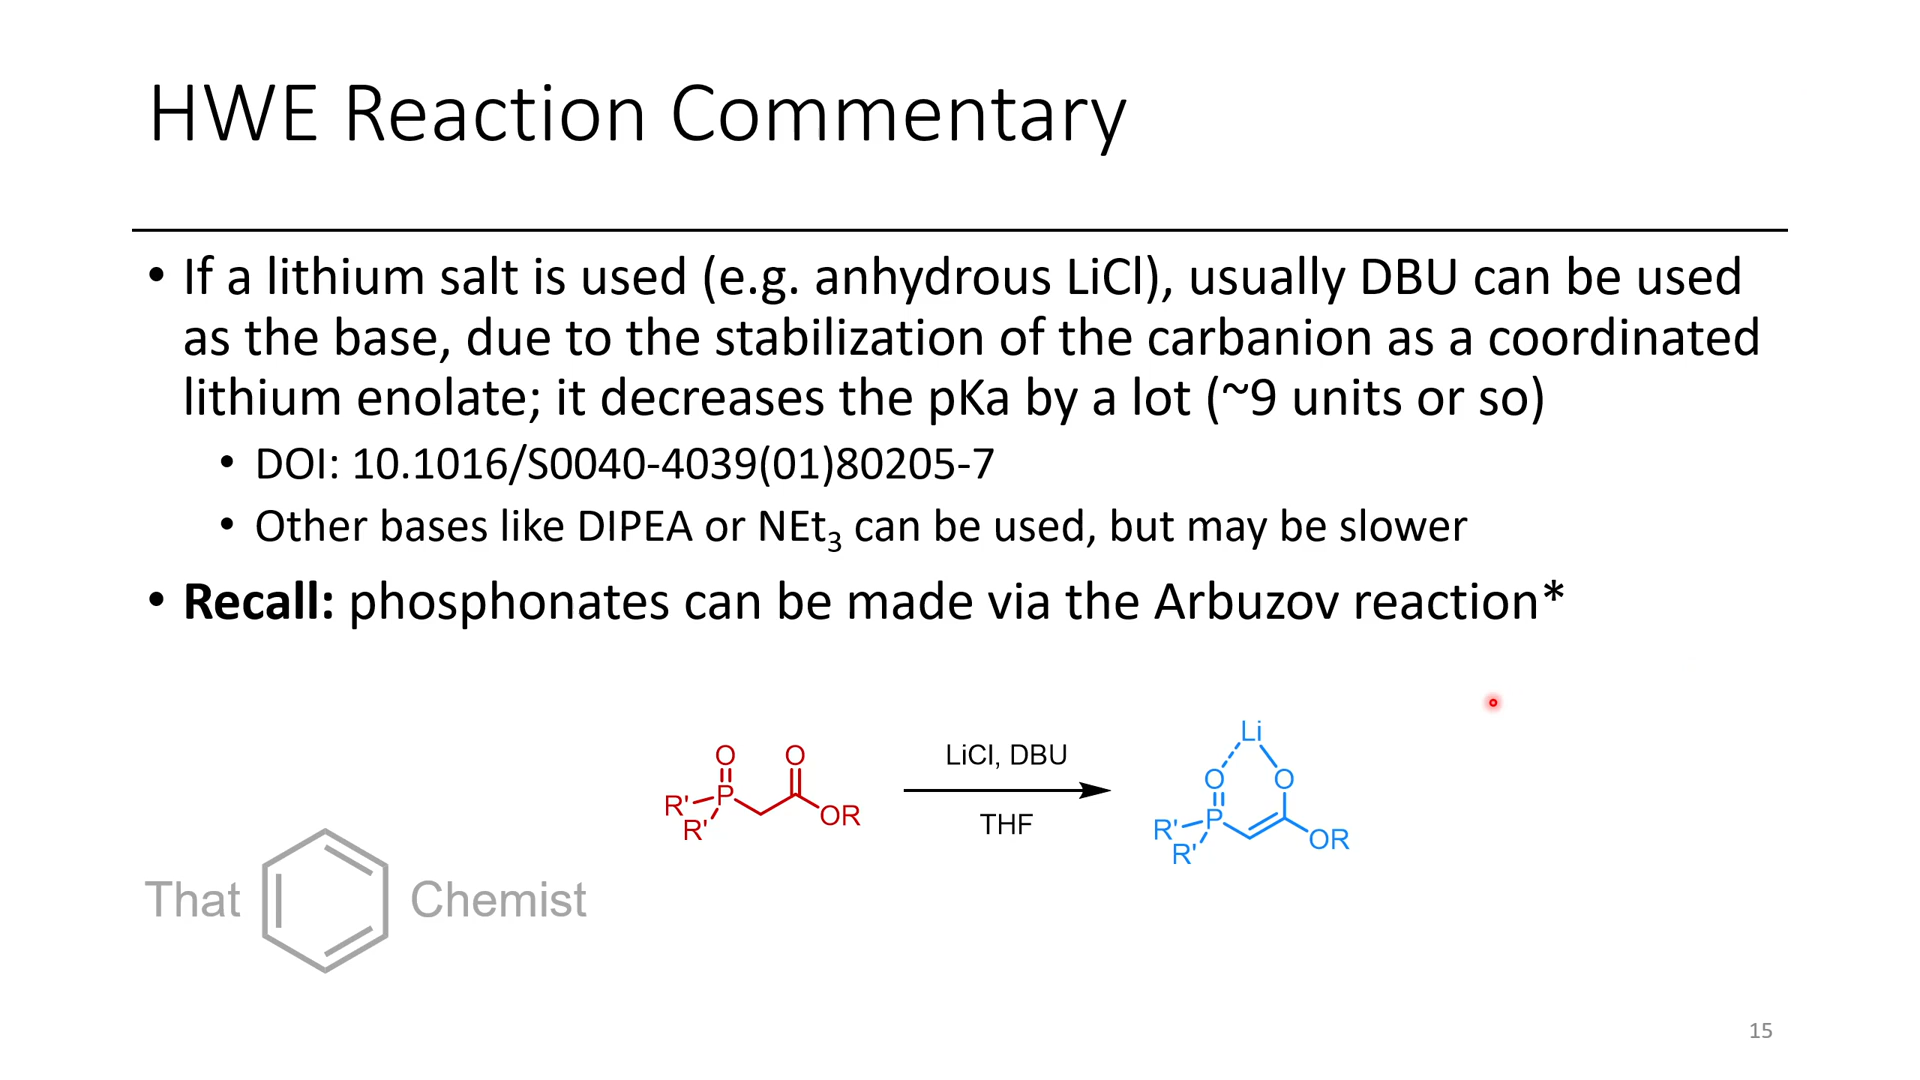 HWE Reaction Commentary
• If a lithium salt is used (e.g. anhydrous LiCl), usually DBU can be used
as the base, due to the stabilization of the carbanion as a coordinated
lithium enolate; it decreases the pKa by a lot (~9 units or so)
• DOI: 10.1016/S0040-4039(01)80205-7
• Other bases like DIPEA or NEt₃ can be used, but may be slower
• Recall: phosphonates can be made via the Arbuzov reaction*
O O
R' P
R' OR
LiCl, DBU
THF
Li
O O
R' P
R' OR
That Chemist
15